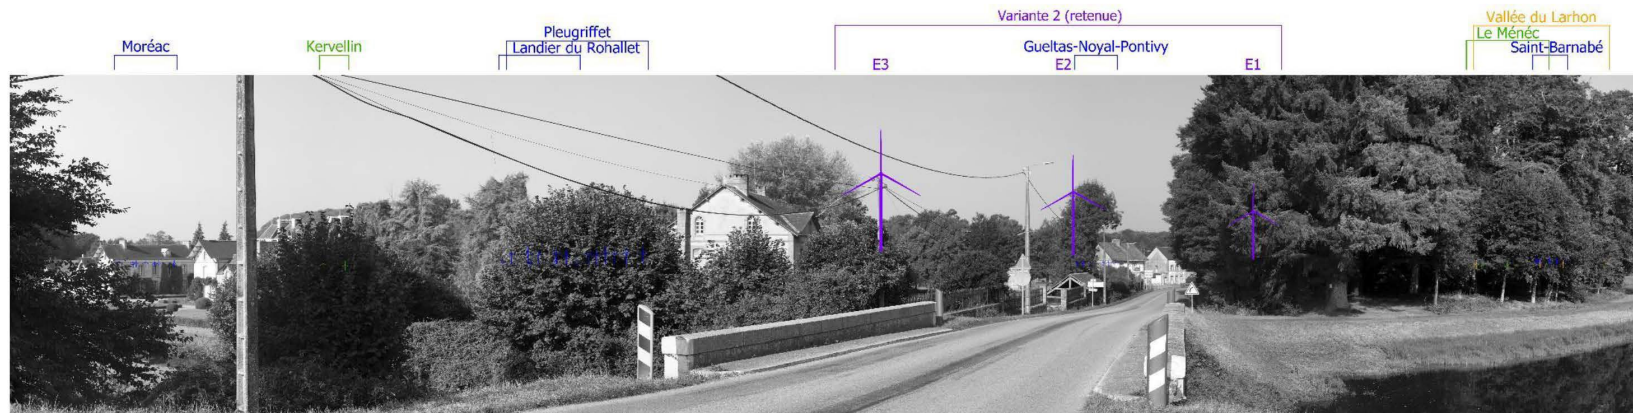 Variante 2 (retenue)
Vallée du Larhon
Pleugriffet
Le Ménéc
Moréac
Kervellin
Landier du Rohallet
Gueltas-Noyal-Pontivy
Saint-Barnabé
E3
E2
E1